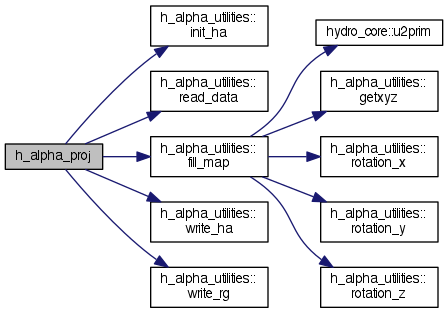 h_alpha_proj
h_alpha_utilities::
init_ha
h_alpha_utilities::
read_data
h_alpha_utilities::
fill_map
h_alpha_utilities::
write_ha
h_alpha_utilities::
write_rg
hydro_core::u2prim
h_alpha_utilities::
getxyz
h_alpha_utilities::
rotation_x
h_alpha_utilities::
rotation_y
h_alpha_utilities::
rotation_z